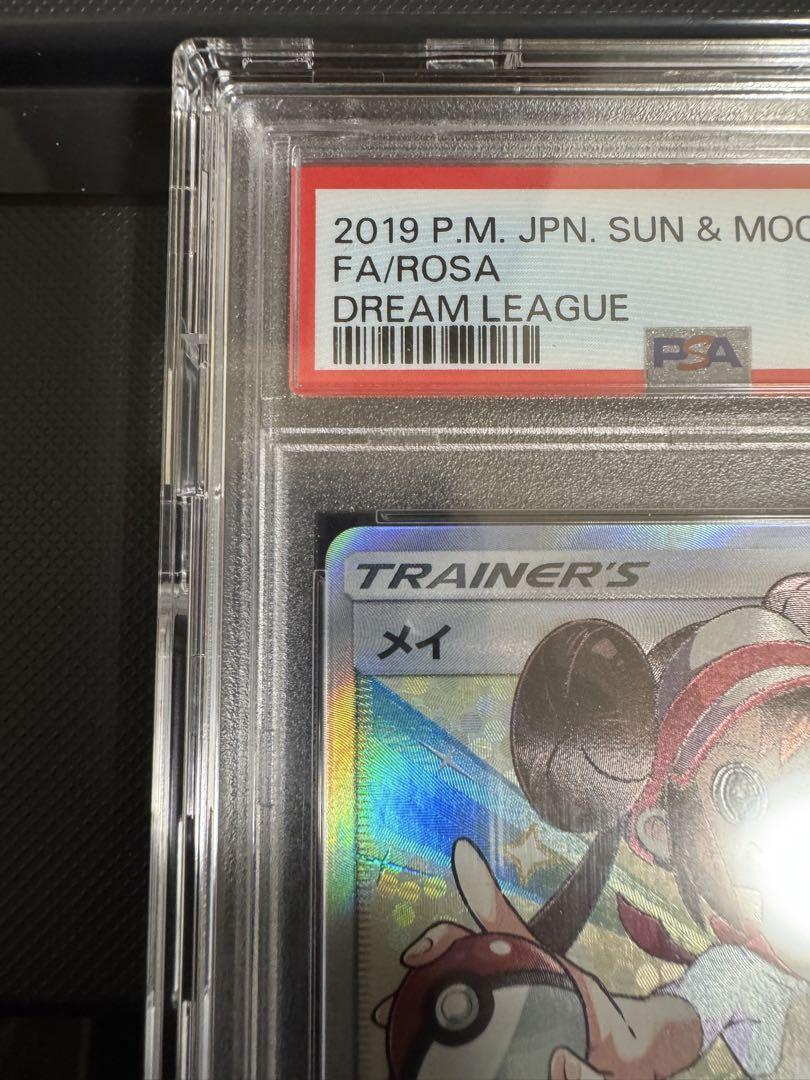 2019 P.M. JPN. SUN & MOO
FA/ROSA
DREAM LEAGUE
PSA
TRAINER'S
メイ